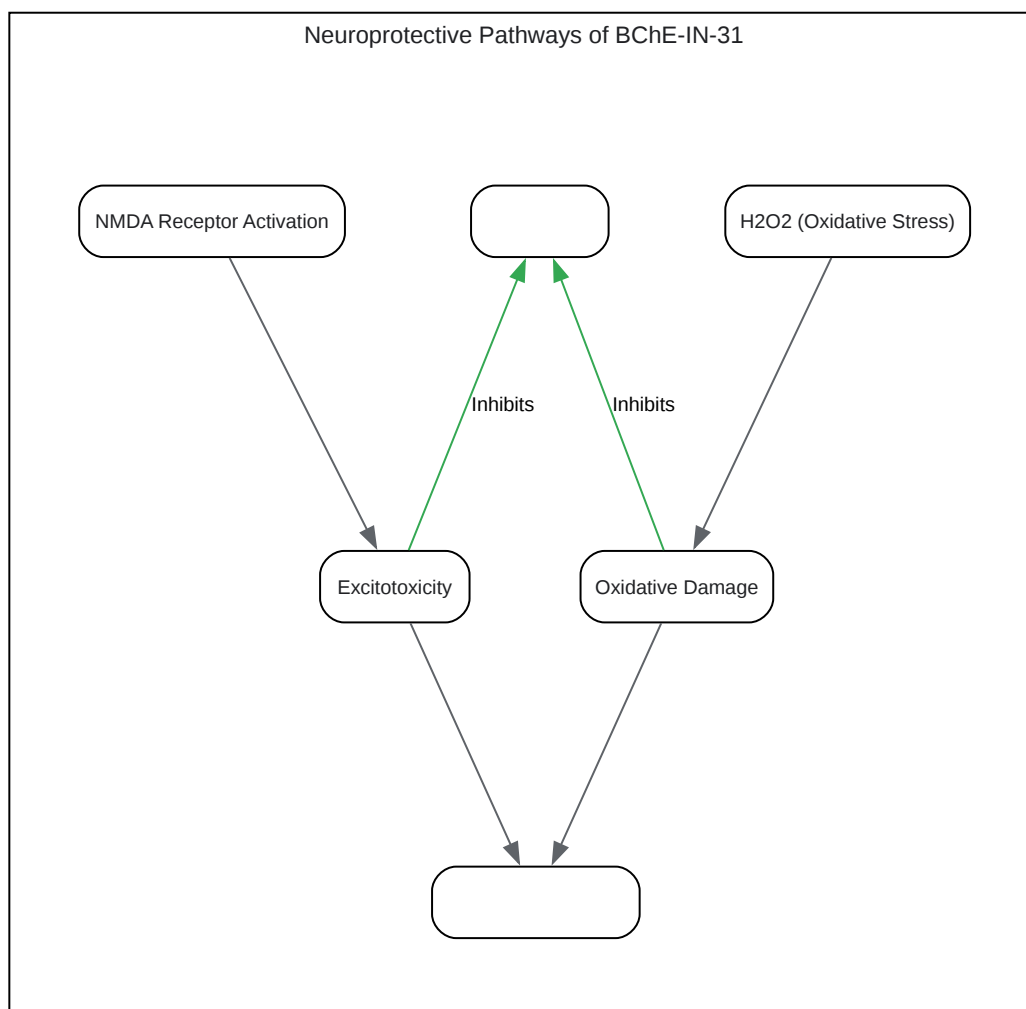 Neuroprotective Pathways of BChE-IN-31
NMDA Receptor Activation
H2O2 (Oxidative Stress)
Inhibits
Inhibits
Excitotoxicity
Oxidative Damage